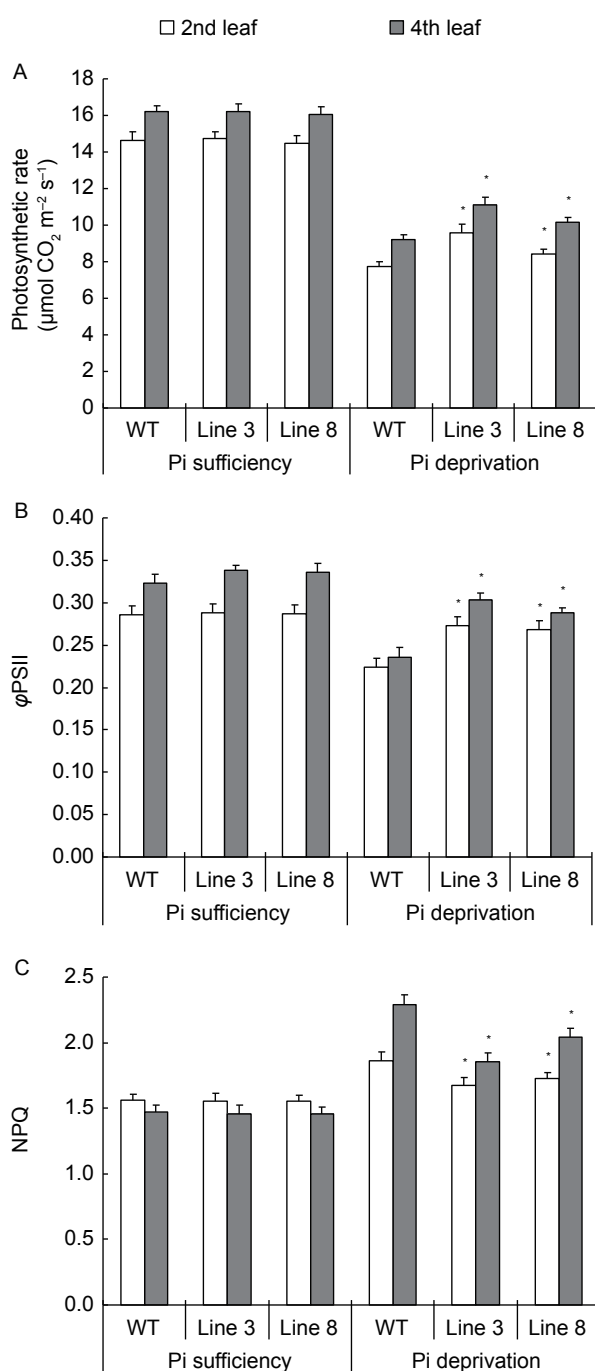 2nd leaf 4th leaf
A
18
16
14
12
10
8
6
4
2
0
Photosynthetic rate
(μmol CO₂ m⁻² s⁻¹)
* * * *
WT Line 3 Line 8 WT Line 3 Line 8
Pi sufficiency Pi deprivation
B
0.40
0.35
0.30
0.25
0.20
0.15
0.10
0.05
0.00
φPSII
* * * *
WT Line 3 Line 8 WT Line 3 Line 8
Pi sufficiency Pi deprivation
C
2.5
2.0
1.5
1.0
0.5
0.0
NPQ
* * * *
WT Line 3 Line 8 WT Line 3 Line 8
Pi sufficiency Pi deprivation